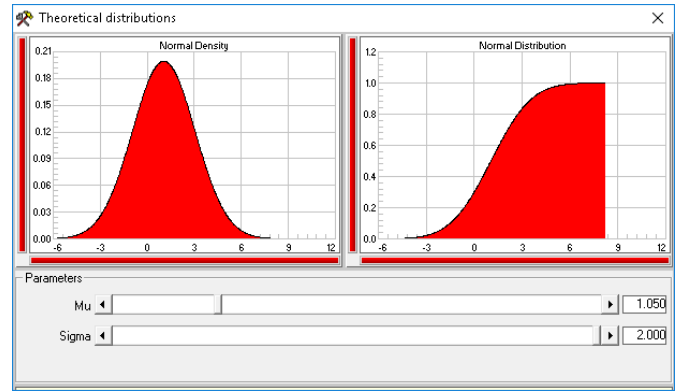 Theoretical distributions
Normal Density
0.21
0.18
0.15
0.12
0.09
0.06
0.03
0.00
-6 -3 0 3 6 9 12
Normal Distribution
1.2
1.0
0.8
0.6
0.4
0.2
0.0
-6 -3 0 3 6 9 12
Parameters
Mu 1.050
Sigma 2.000